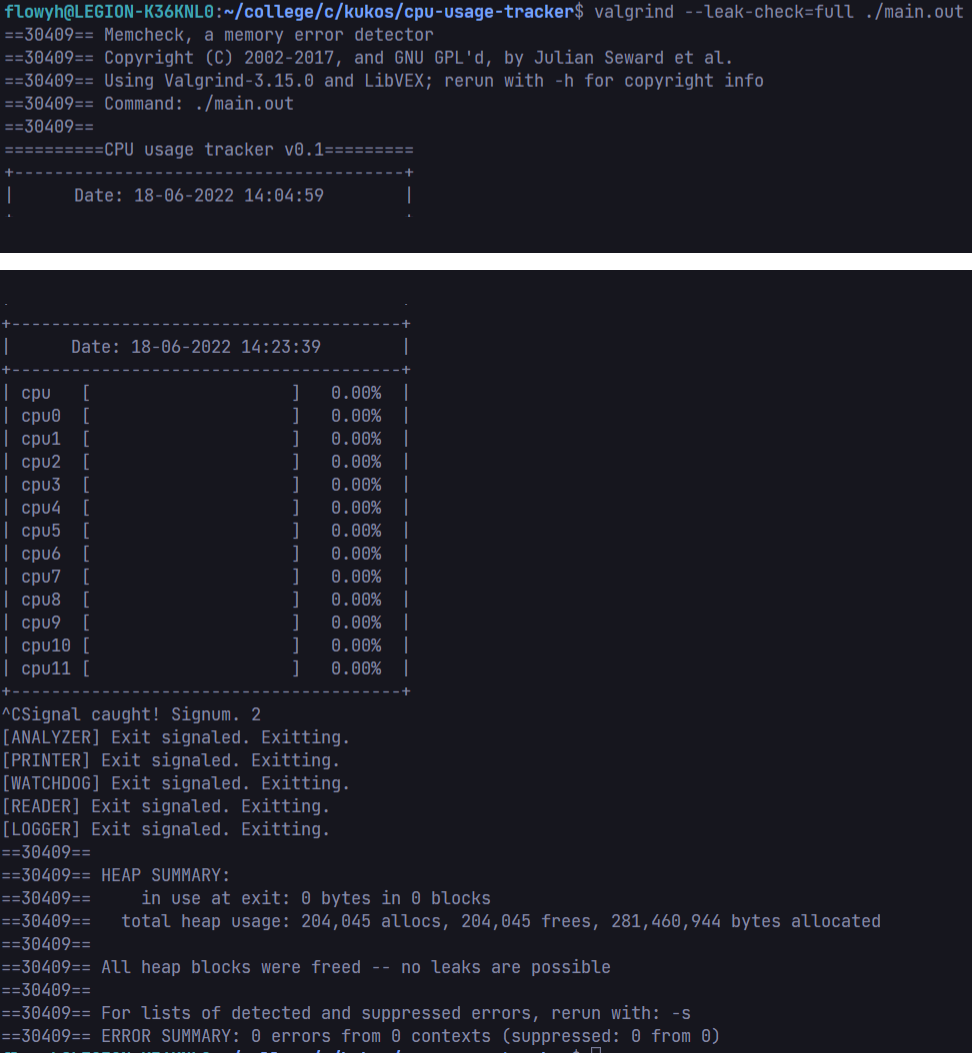 flowyh@LEGION-K36KNL0:~/college/c/kukos/cpu-usage-tracker$ valgrind --leak-check=full ./main.out
==30409== Memcheck, a memory error detector
==30409== Copyright (C) 2002-2017, and GNU GPL'd, by Julian Seward et al.
==30409== Using Valgrind-3.15.0 and LibVEX; rerun with -h for copyright info
==30409== Command: ./main.out
==30409==
==========CPU usage tracker v0.1=========
+---------------------------------------+
|      Date: 18-06-2022 14:04:59        |
+---------------------------------------+
|      Date: 18-06-2022 14:23:39        |
+---------------------------------------+
| cpu   [                    ]   0.00%  |
| cpu0  [                    ]   0.00%  |
| cpu1  [                    ]   0.00%  |
| cpu2  [                    ]   0.00%  |
| cpu3  [                    ]   0.00%  |
| cpu4  [                    ]   0.00%  |
| cpu5  [                    ]   0.00%  |
| cpu6  [                    ]   0.00%  |
| cpu7  [                    ]   0.00%  |
| cpu8  [                    ]   0.00%  |
| cpu9  [                    ]   0.00%  |
| cpu10 [                    ]   0.00%  |
| cpu11 [                    ]   0.00%  |
+---------------------------------------+
^CSignal caught! Signum. 2
[ANALYZER] Exit signaled. Exitting.
[PRINTER] Exit signaled. Exitting.
[WATCHDOG] Exit signaled. Exitting.
[READER] Exit signaled. Exitting.
[LOGGER] Exit signaled. Exitting.
==30409==
==30409== HEAP SUMMARY:
==30409==     in use at exit: 0 bytes in 0 blocks
==30409==   total heap usage: 204,045 allocs, 204,045 frees, 281,460,944 bytes allocated
==30409==
==30409== All heap blocks were freed -- no leaks are possible
==30409==
==30409== For lists of detected and suppressed errors, rerun with: -s
==30409== ERROR SUMMARY: 0 errors from 0 contexts (suppressed: 0 from 0)